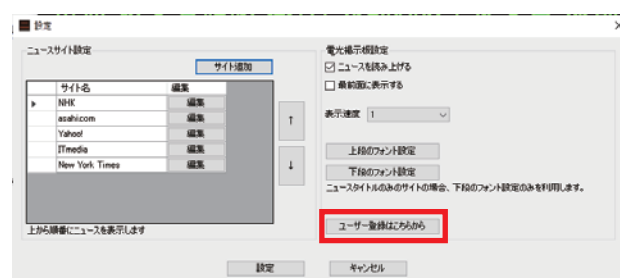 設定
ニュースサイト設定
サイト追加
サイト名 編集
NHK 編集
asahi.com 編集
Yahoo! 編集
ITmedia 編集
New York Times 編集
↑
↓
上から順番にニュースを表示します
電光掲示板設定
ニュースを読み上げる
最前面に表示する
表示速度 1
上段のフォント設定
下段のフォント設定
ニュースタイトルのみのサイトの場合、下段のフォント設定のみを利用します。
ユーザー登録はこちらから
設定 キャンセル